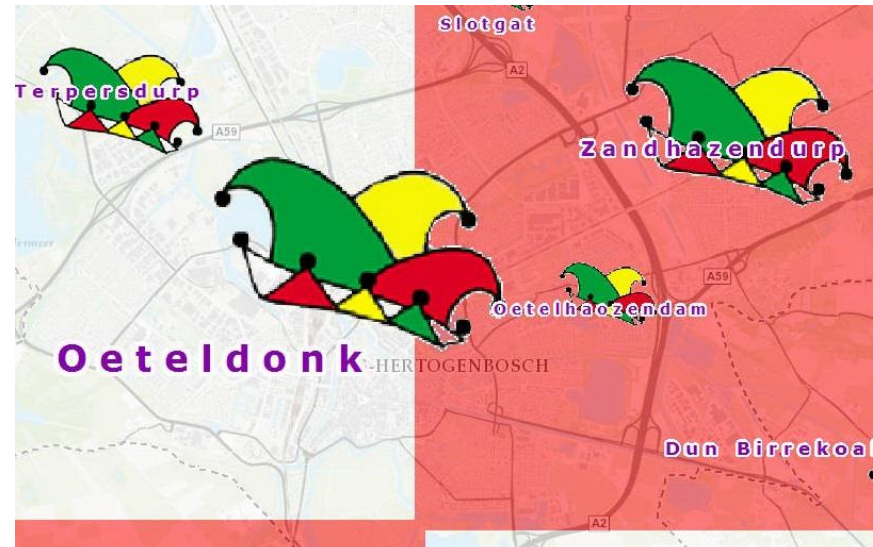 Slotgat
A2
Terpersdurp
A59
Zandhazendurp
A59
Oetelhaozendam
Oeteldonk
'-HERTOGENBOSCH
Dun Birrekoa
A2